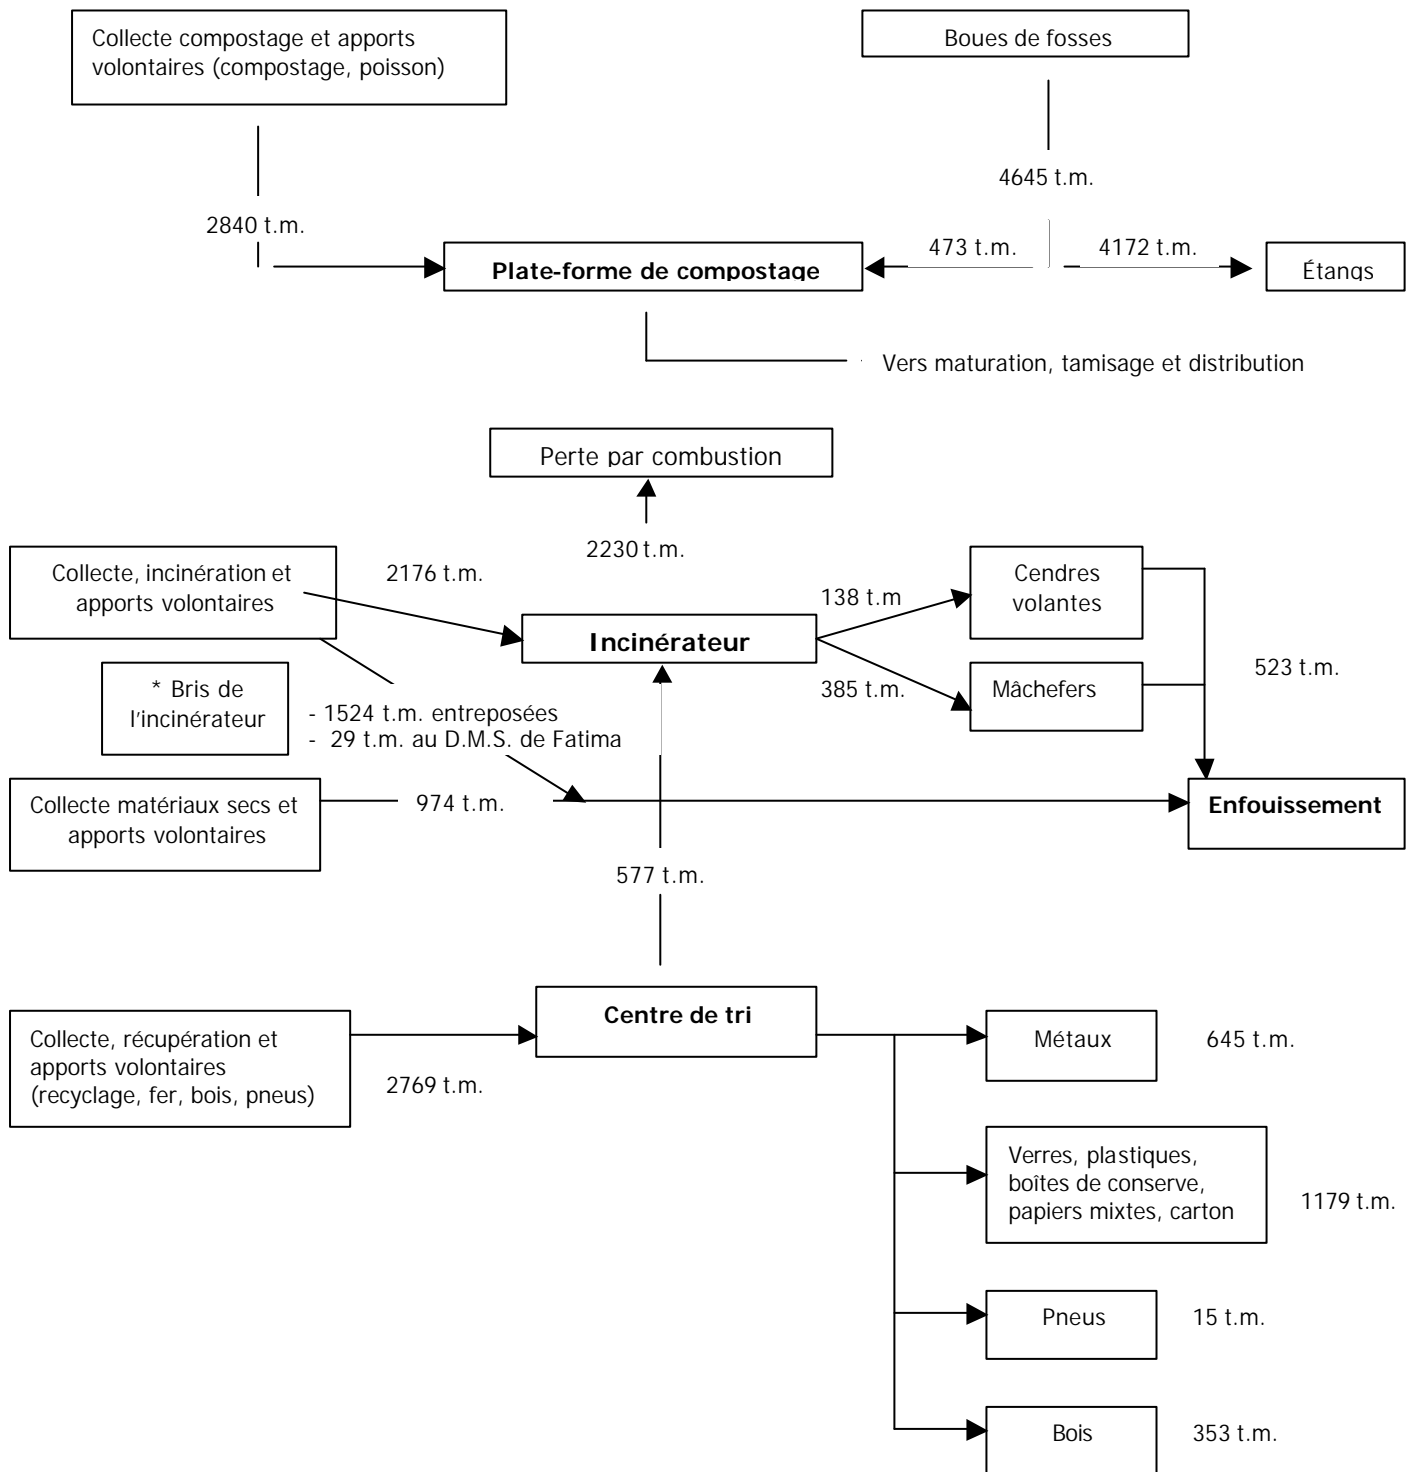 Collecte compostage et apports
volontaires (compostage, poisson)
Boues de fosses
4645 t.m.
2840 t.m.
Plate-forme de compostage
473 t.m.
4172 t.m.
Étangs
Vers maturation, tamisage et distribution
Perte par combustion
2230 t.m.
Collecte, incinération et
apports volontaires
2176 t.m.
Incinérateur
138 t.m
385 t.m.
Cendres
volantes
Mâchefers
523 t.m.
* Bris de
l'incinérateur
- 1524 t.m. entreposées
- 29 t.m. au D.M.S. de Fatima
Collecte matériaux secs et
apports volontaires
974 t.m.
Enfouissement
577 t.m.
Centre de tri
Collecte, récupération et
apports volontaires
(recyclage, fer, bois, pneus)
2769 t.m.
Métaux
645 t.m.
Verres, plastiques,
boîtes de conserve,
papiers mixtes, carton
1179 t.m.
Pneus
15 t.m.
Bois
353 t.m.